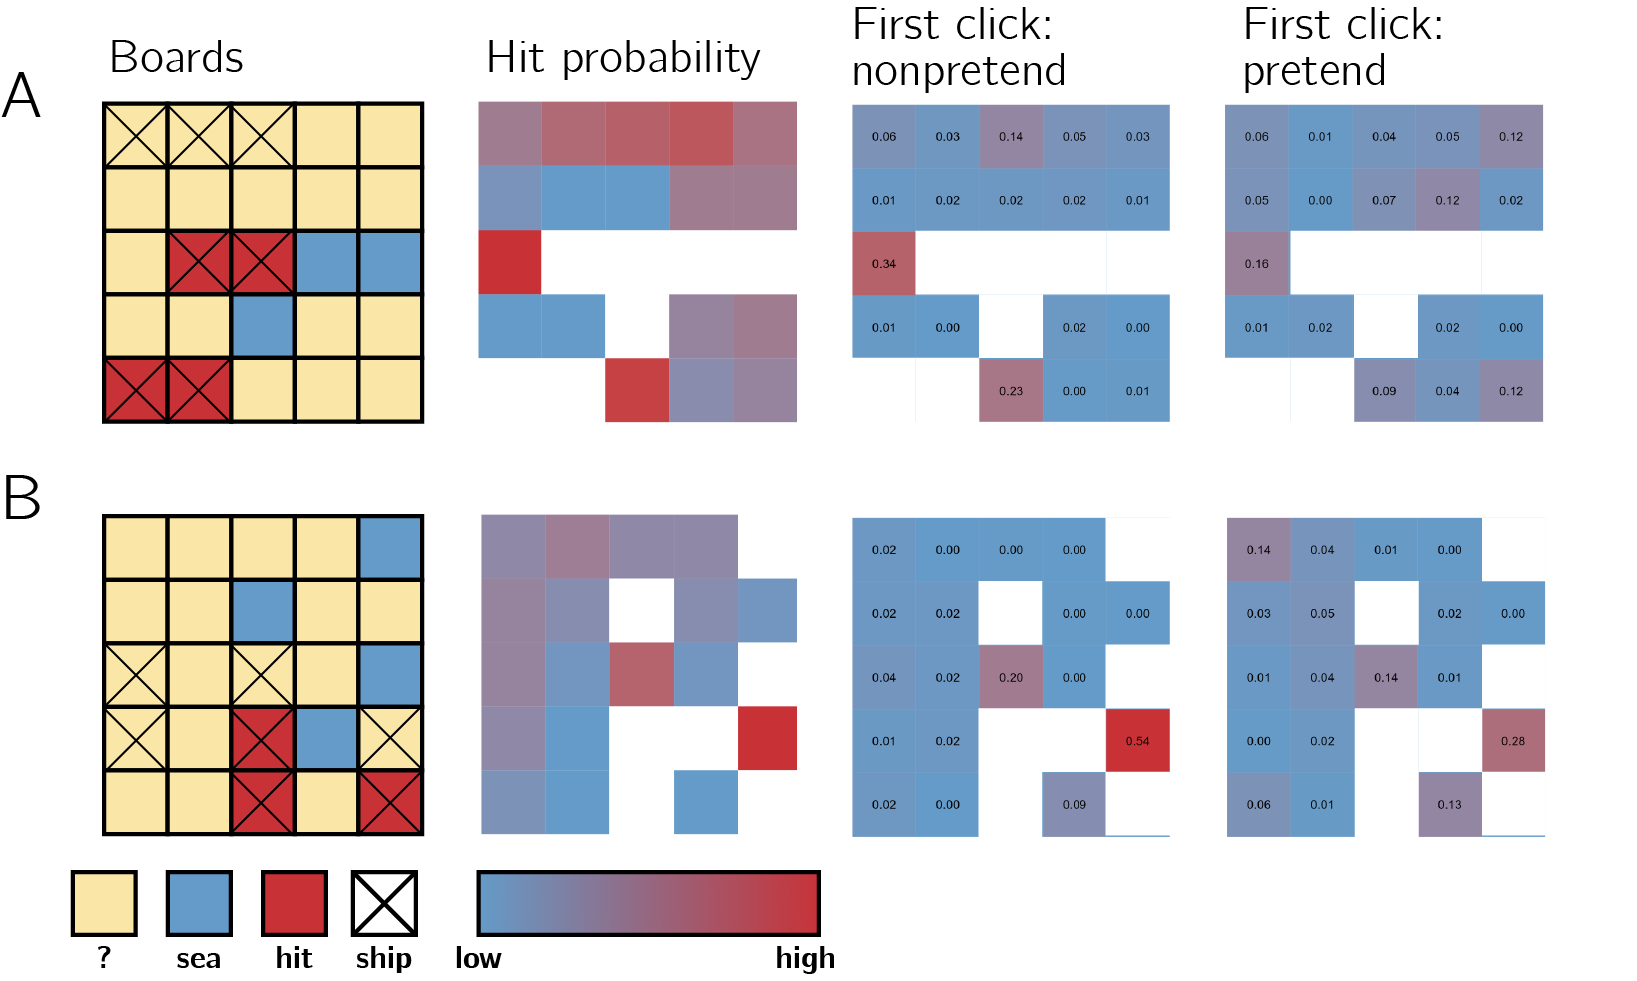 Boards
Hit probability
First click:
nonpretend
First click:
pretend
A
0.06 0.03 0.14 0.05 0.03
0.01 0.02 0.02 0.02 0.01
0.34
0.01 0.00 0.02 0.00
0.23 0.00 0.01
0.06 0.01 0.04 0.05 0.12
0.05 0.00 0.07 0.12 0.02
0.16
0.01 0.02 0.02 0.00
0.09 0.04 0.12
B
0.02 0.00 0.00 0.00
0.02 0.02 0.00 0.00
0.04 0.02 0.20 0.00
0.01 0.02 0.54
0.02 0.00 0.09
0.14 0.04 0.01 0.00
0.03 0.05 0.02 0.00
0.01 0.04 0.14 0.01
0.00 0.02 0.28
0.06 0.01 0.13
? sea hit ship
low high